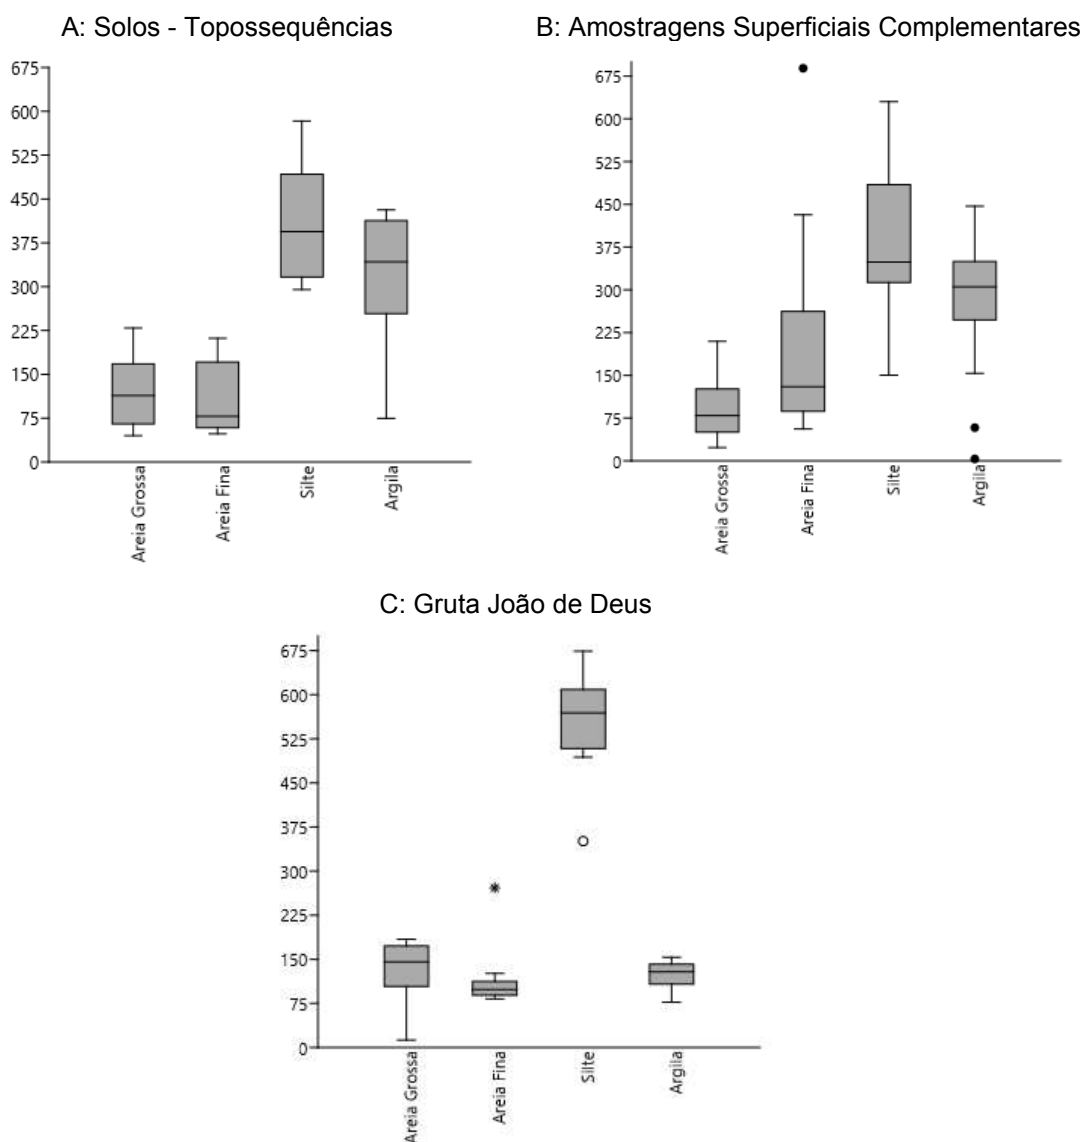 A: Solos - Topossequências
675
600
525
450
375
300
225
150
75
0
Areia Grossa
Areia Fina
Silte
Argila
B: Amostragens Superficiais Complementares
675
600
525
450
375
300
225
150
75
0
Areia Grossa
Areia Fina
Silte
Argila
C: Gruta João de Deus
675
600
525
450
375
300
225
150
75
0
Areia Grossa
Areia Fina
Silte
Argila